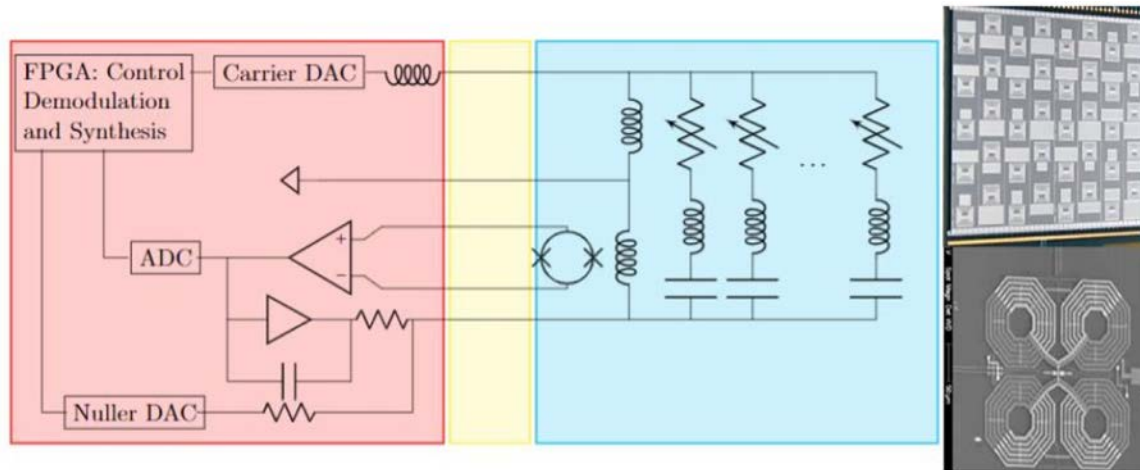 FPGA: Control
Demodulation
and Synthesis
Carrier DAC
+
ADC
−
...
Nuller DAC